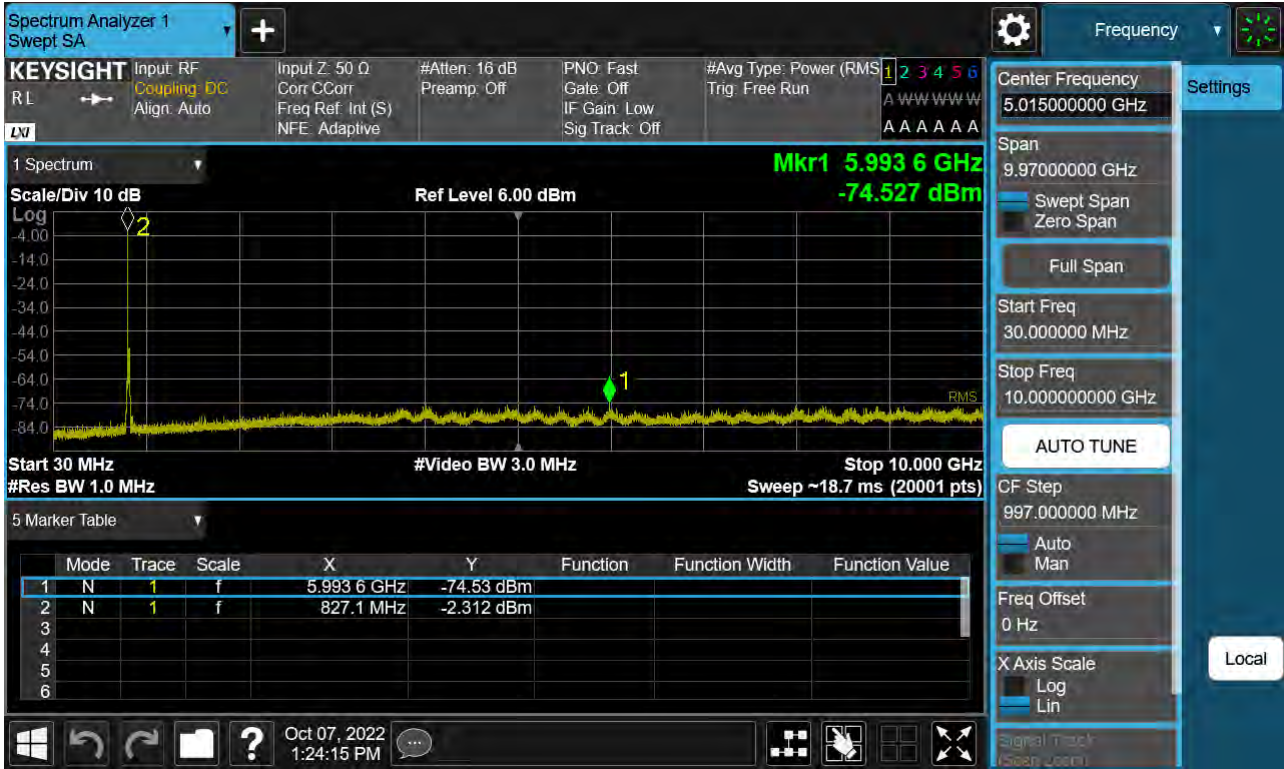 Spectrum Analyzer 1
Swept SA
+
Frequency
KEYSIGHT
RL
LXI
Input: RF
Coupling: DC
Align: Auto
Input Z: 50 Ω
Corr CCorr
Freq Ref: Int (S)
NFE: Adaptive
#Atten: 16 dB
Preamp: Off
PNO: Fast
Gate: Off
IF Gain: Low
Sig Track: Off
#Avg Type: Power (RMS
Trig: Free Run
1 2 3 4 5 6
A W W W W W
A A A A A A
1 Spectrum
Mkr1 5.993 6 GHz
-74.527 dBm
Scale/Div 10 dB
Ref Level 6.00 dBm
Log
2
-4.00
-14.0
-24.0
-34.0
-44.0
-54.0
-64.0
-74.0
-84.0
1
RMS
Start 30 MHz
#Video BW 3.0 MHz
Stop 10.000 GHz
#Res BW 1.0 MHz
Sweep ~18.7 ms (20001 pts)
5 Marker Table
Mode Trace Scale X Y Function Function Width Function Value
1 N 1 f 5.993 6 GHz -74.53 dBm
2 N 1 f 827.1 MHz -2.312 dBm
3
4
5
6
Center Frequency
5.015000000 GHz
Settings
Span
9.97000000 GHz
Swept Span
Zero Span
Full Span
Start Freq
30.000000 MHz
Stop Freq
10.000000000 GHz
AUTO TUNE
CF Step
997.000000 MHz
Auto
Man
Freq Offset
0 Hz
X Axis Scale
Log
Lin
Signal Track
(Span Zoom)
Local
?
Oct 07, 2022
1:24:15 PM